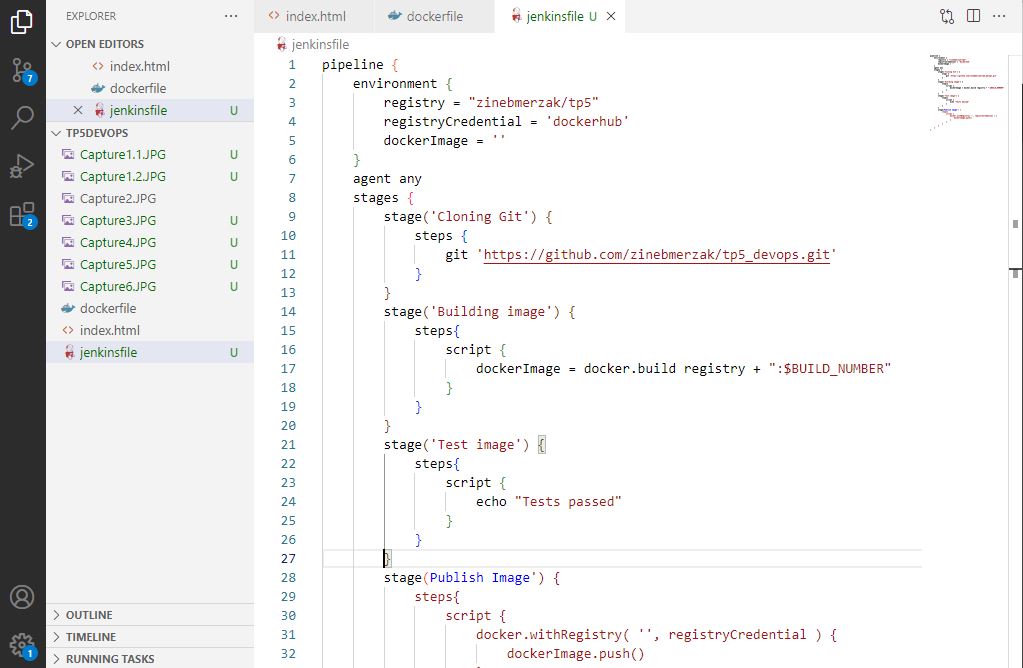 EXPLORER ...
OPEN EDITORS
index.html
dockerfile
jenkinsfile U
TP5DEVOPS
Capture1.1.JPG U
Capture1.2.JPG U
Capture2.JPG
Capture3.JPG U
Capture4.JPG U
Capture5.JPG U
Capture6.JPG U
dockerfile
index.html
jenkinsfile U
OUTLINE
TIMELINE
RUNNING TASKS
7
2
1
index.html dockerfile jenkinsfile U
jenkinsfile
1 pipeline {
2 environment {
3 registry = "zinebmerzak/tp5"
4 registryCredential = 'dockerhub'
5 dockerImage = ''
6 }
7 agent any
8 stages {
9 stage('Cloning Git') {
10 steps {
11 git 'https://github.com/zinebmerzak/tp5_devops.git'
12 }
13 }
14 stage('Building image') {
15 steps{
16 script {
17 dockerImage = docker.build registry + ":$BUILD_NUMBER"
18 }
19 }
20 }
21 stage('Test image') {
22 steps{
23 script {
24 echo "Tests passed"
25 }
26 }
27 }
28 stage(Publish Image') {
29 steps{
30 script {
31 docker.withRegistry( '', registryCredential ) {
32 dockerImage.push()